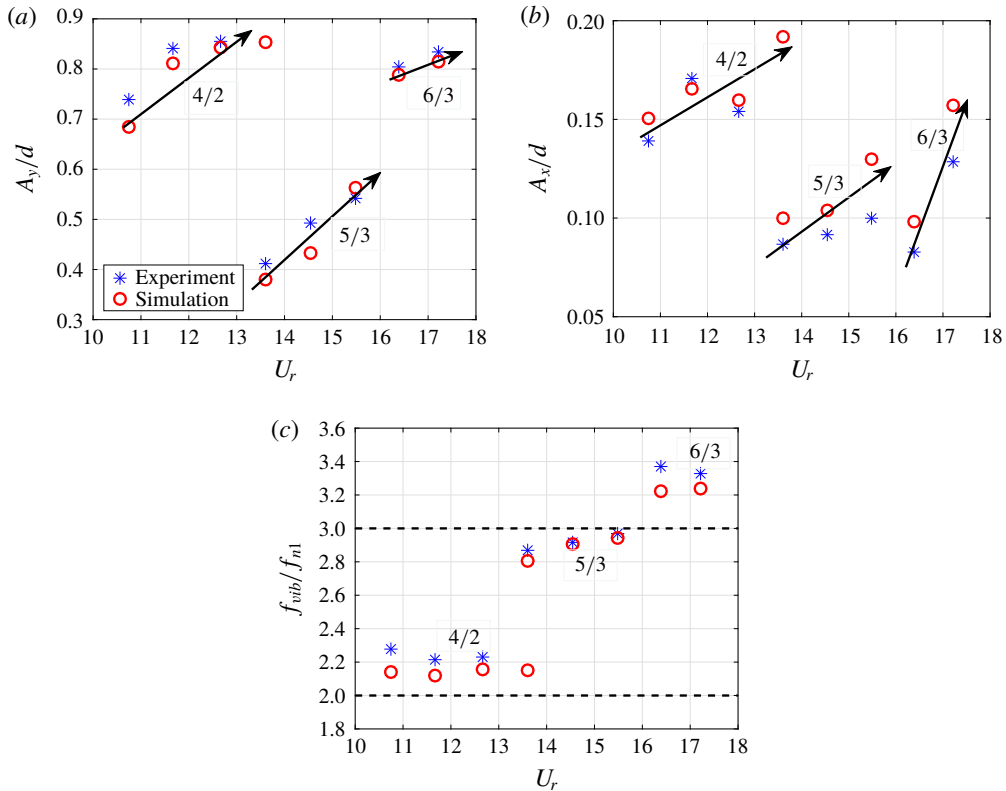 (a)
0.9
0.8
0.7
0.6
0.5
0.4
0.3
A_y/d
4/2
6/3
5/3
Experiment
Simulation
10 11 12 13 14 15 16 17 18
U_r
(b)
0.20
0.15
0.10
0.05
A_x/d
4/2
6/3
5/3
10 11 12 13 14 15 16 17 18
U_r
(c)
3.6
3.4
3.2
3.0
2.8
2.6
2.4
2.2
2.0
1.8
f_vib/f_n1
6/3
5/3
4/2
10 11 12 13 14 15 16 17 18
U_r